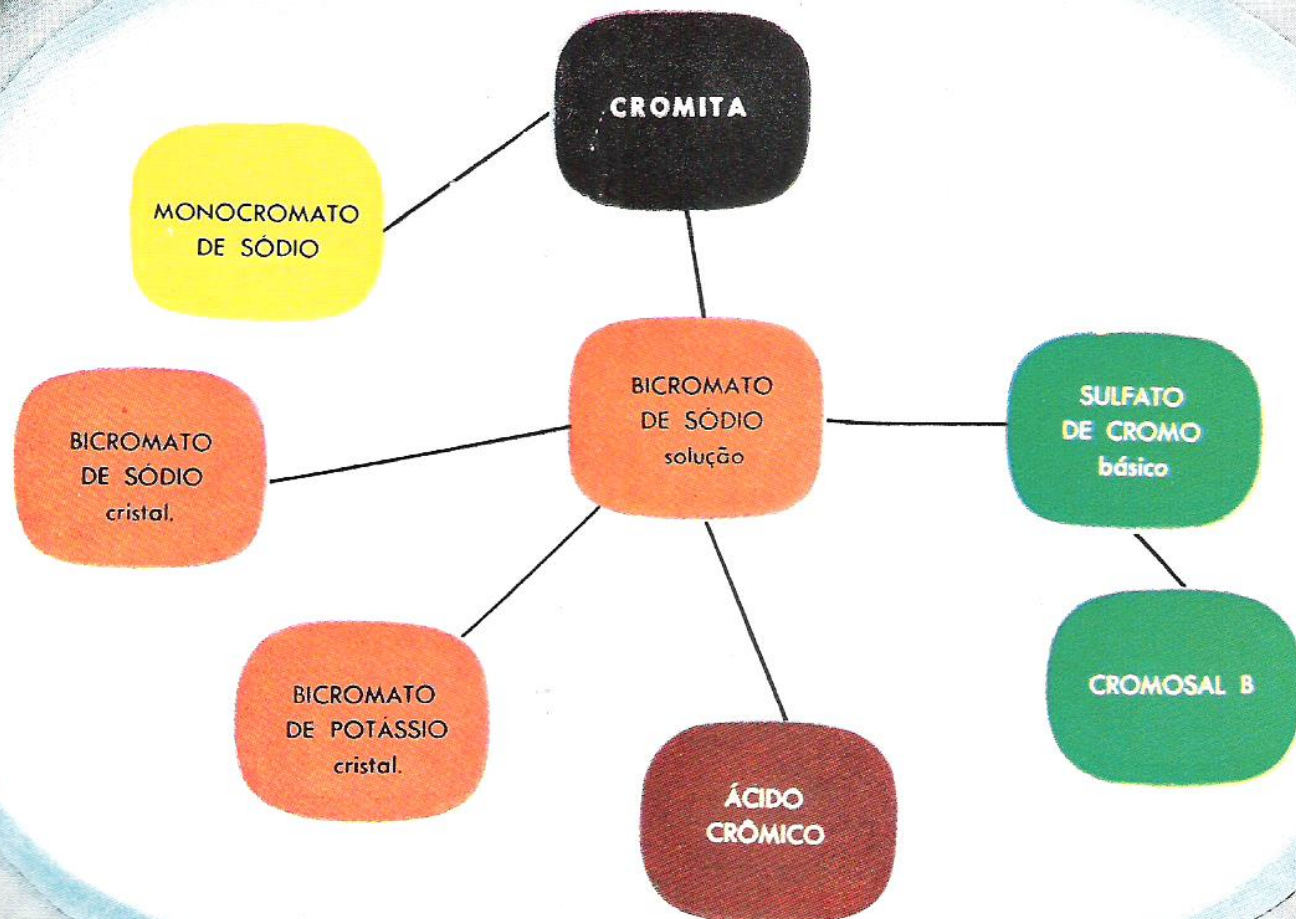 CROMITA
MONOCROMATO
DE SÓDIO
BICROMATO
DE SÓDIO
solução
SULFATO
DE CROMO
básico
BICROMATO
DE SÓDIO
cristal.
CROMOSAL B
BICROMATO
DE POTÁSSIO
cristal.
ÁCIDO
CRÔMICO